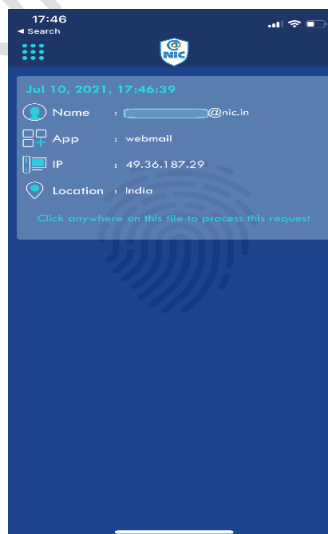 17:46
◄ Search
@
NIC
Jul 10, 2021, 17:46:39
Name : @nic.in
App : webmail
IP : 49.36.187.29
Location : India
Click anywhere on this tile to process this request